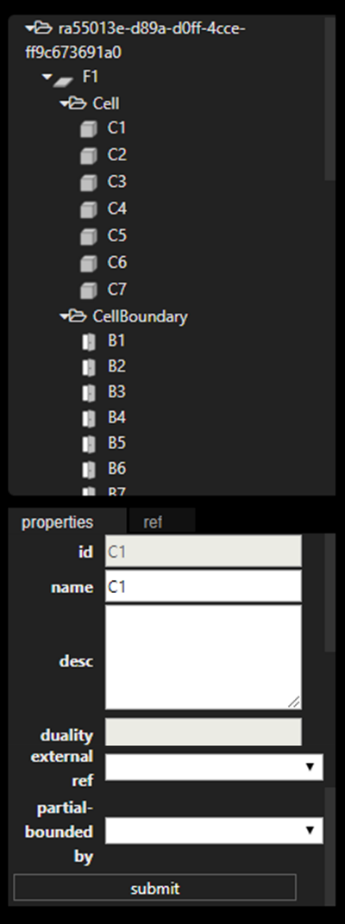 ra55013e-d89a-d0ff-4cce-
ff9c673691a0
F1
Cell
C1
C2
C3
C4
C5
C6
C7
CellBoundary
B1
B2
B3
B4
B5
B6
B7
properties ref
id C1
name C1
desc
duality
external
ref
partial-
bounded
by
submit